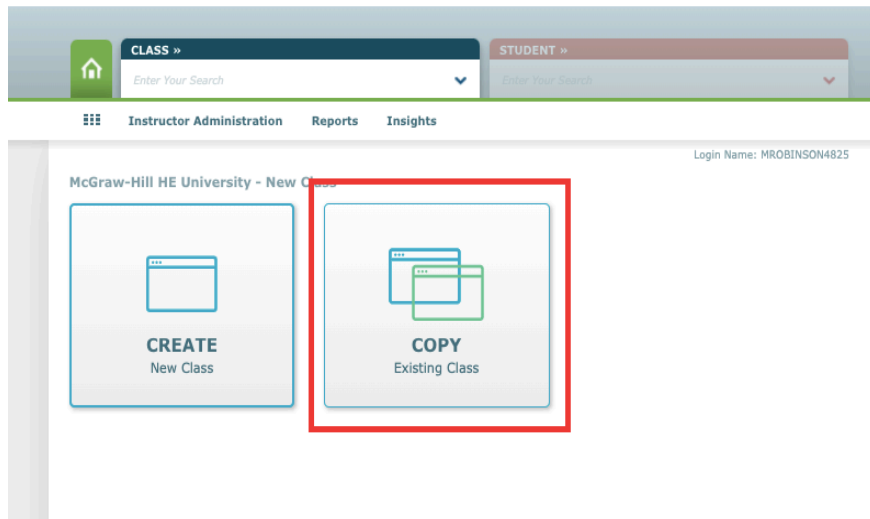 CLASS »
STUDENT »
Enter Your Search
Enter Your Search
Instructor Administration Reports Insights
Login Name: MROBINSON4825
McGraw-Hill HE University - New Class
CREATE
New Class
COPY
Existing Class